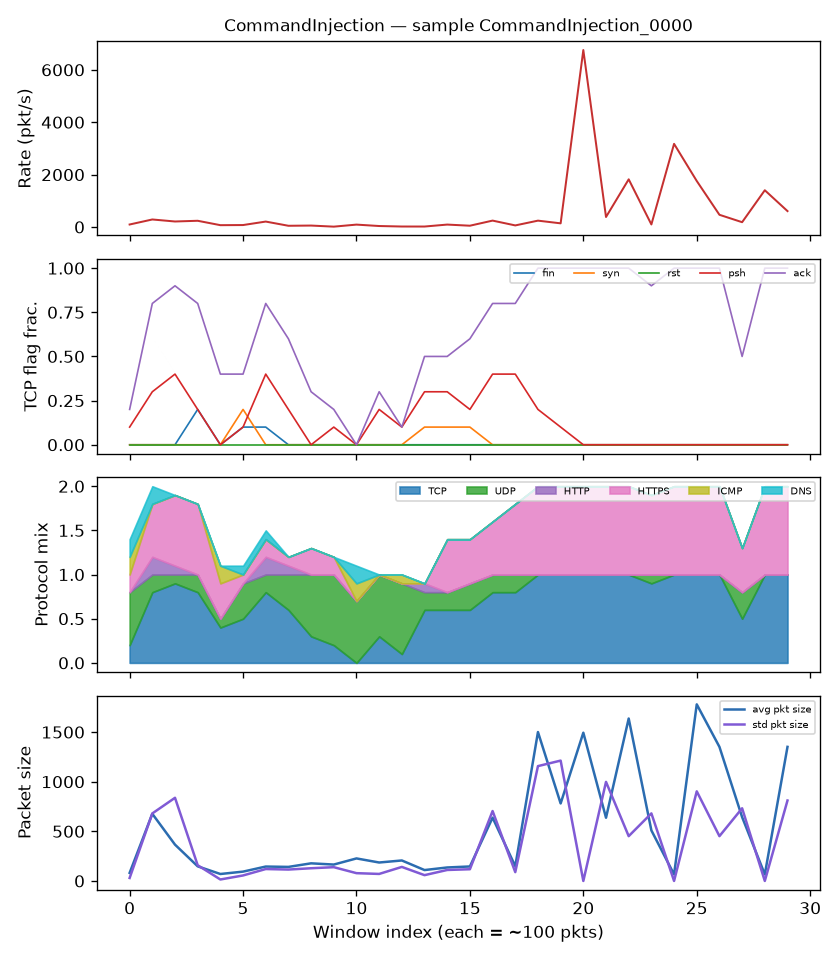 CommandInjection — sample CommandInjection_0000
Rate (pkt/s)
6000
4000
2000
0
TCP flag frac.
1.00
0.75
0.50
0.25
0.00
fin syn rst psh ack
Protocol mix
2.0
1.5
1.0
0.5
0.0
TCP UDP HTTP HTTPS ICMP DNS
Packet size
1500
1000
500
0
avg pkt size
std pkt size
0 5 10 15 20 25 30
Window index (each = ~100 pkts)